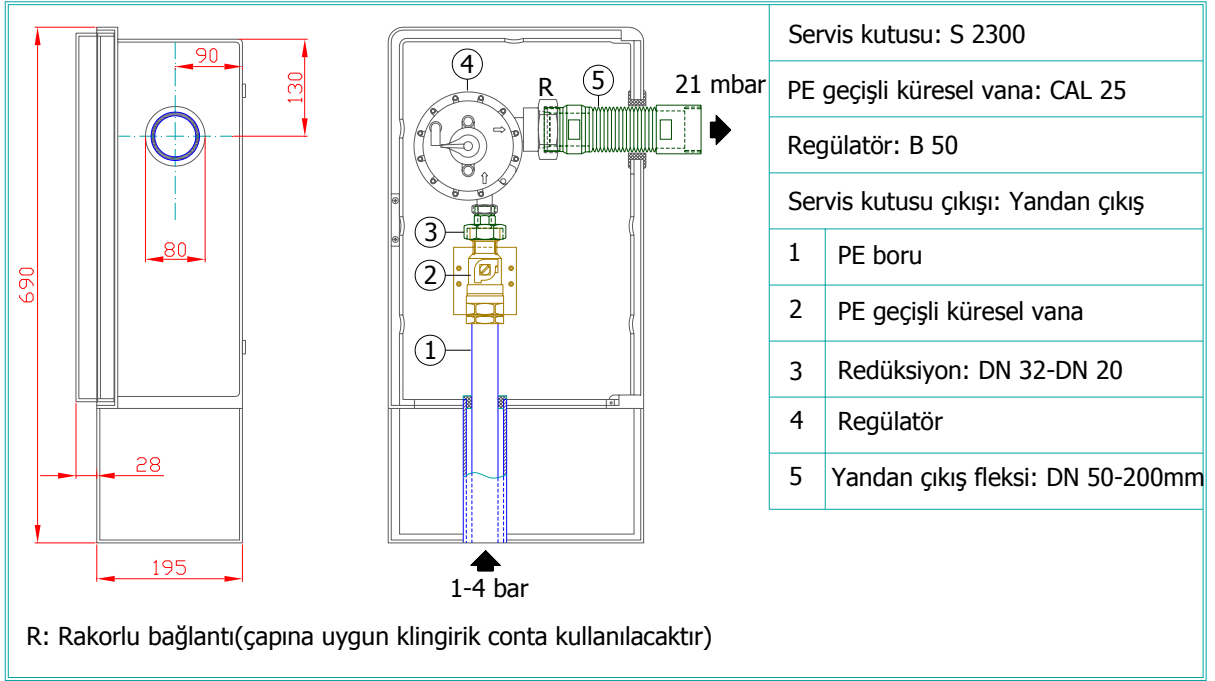 90
130
690
80
28
195
4
5
R
21 mbar
3
2
1
1-4 bar
Servis kutusu: S 2300
PE geçişli küresel vana: CAL 25
Regülatör: B 50
Servis kutusu çıkışı: Yandan çıkış
1 PE boru
2 PE geçişli küresel vana
3 Redüksiyon: DN 32-DN 20
4 Regülatör
5 Yandan çıkış fleksi: DN 50-200mm
R: Rakorlu bağlantı(çapına uygun klingirik conta kullanılacaktır)